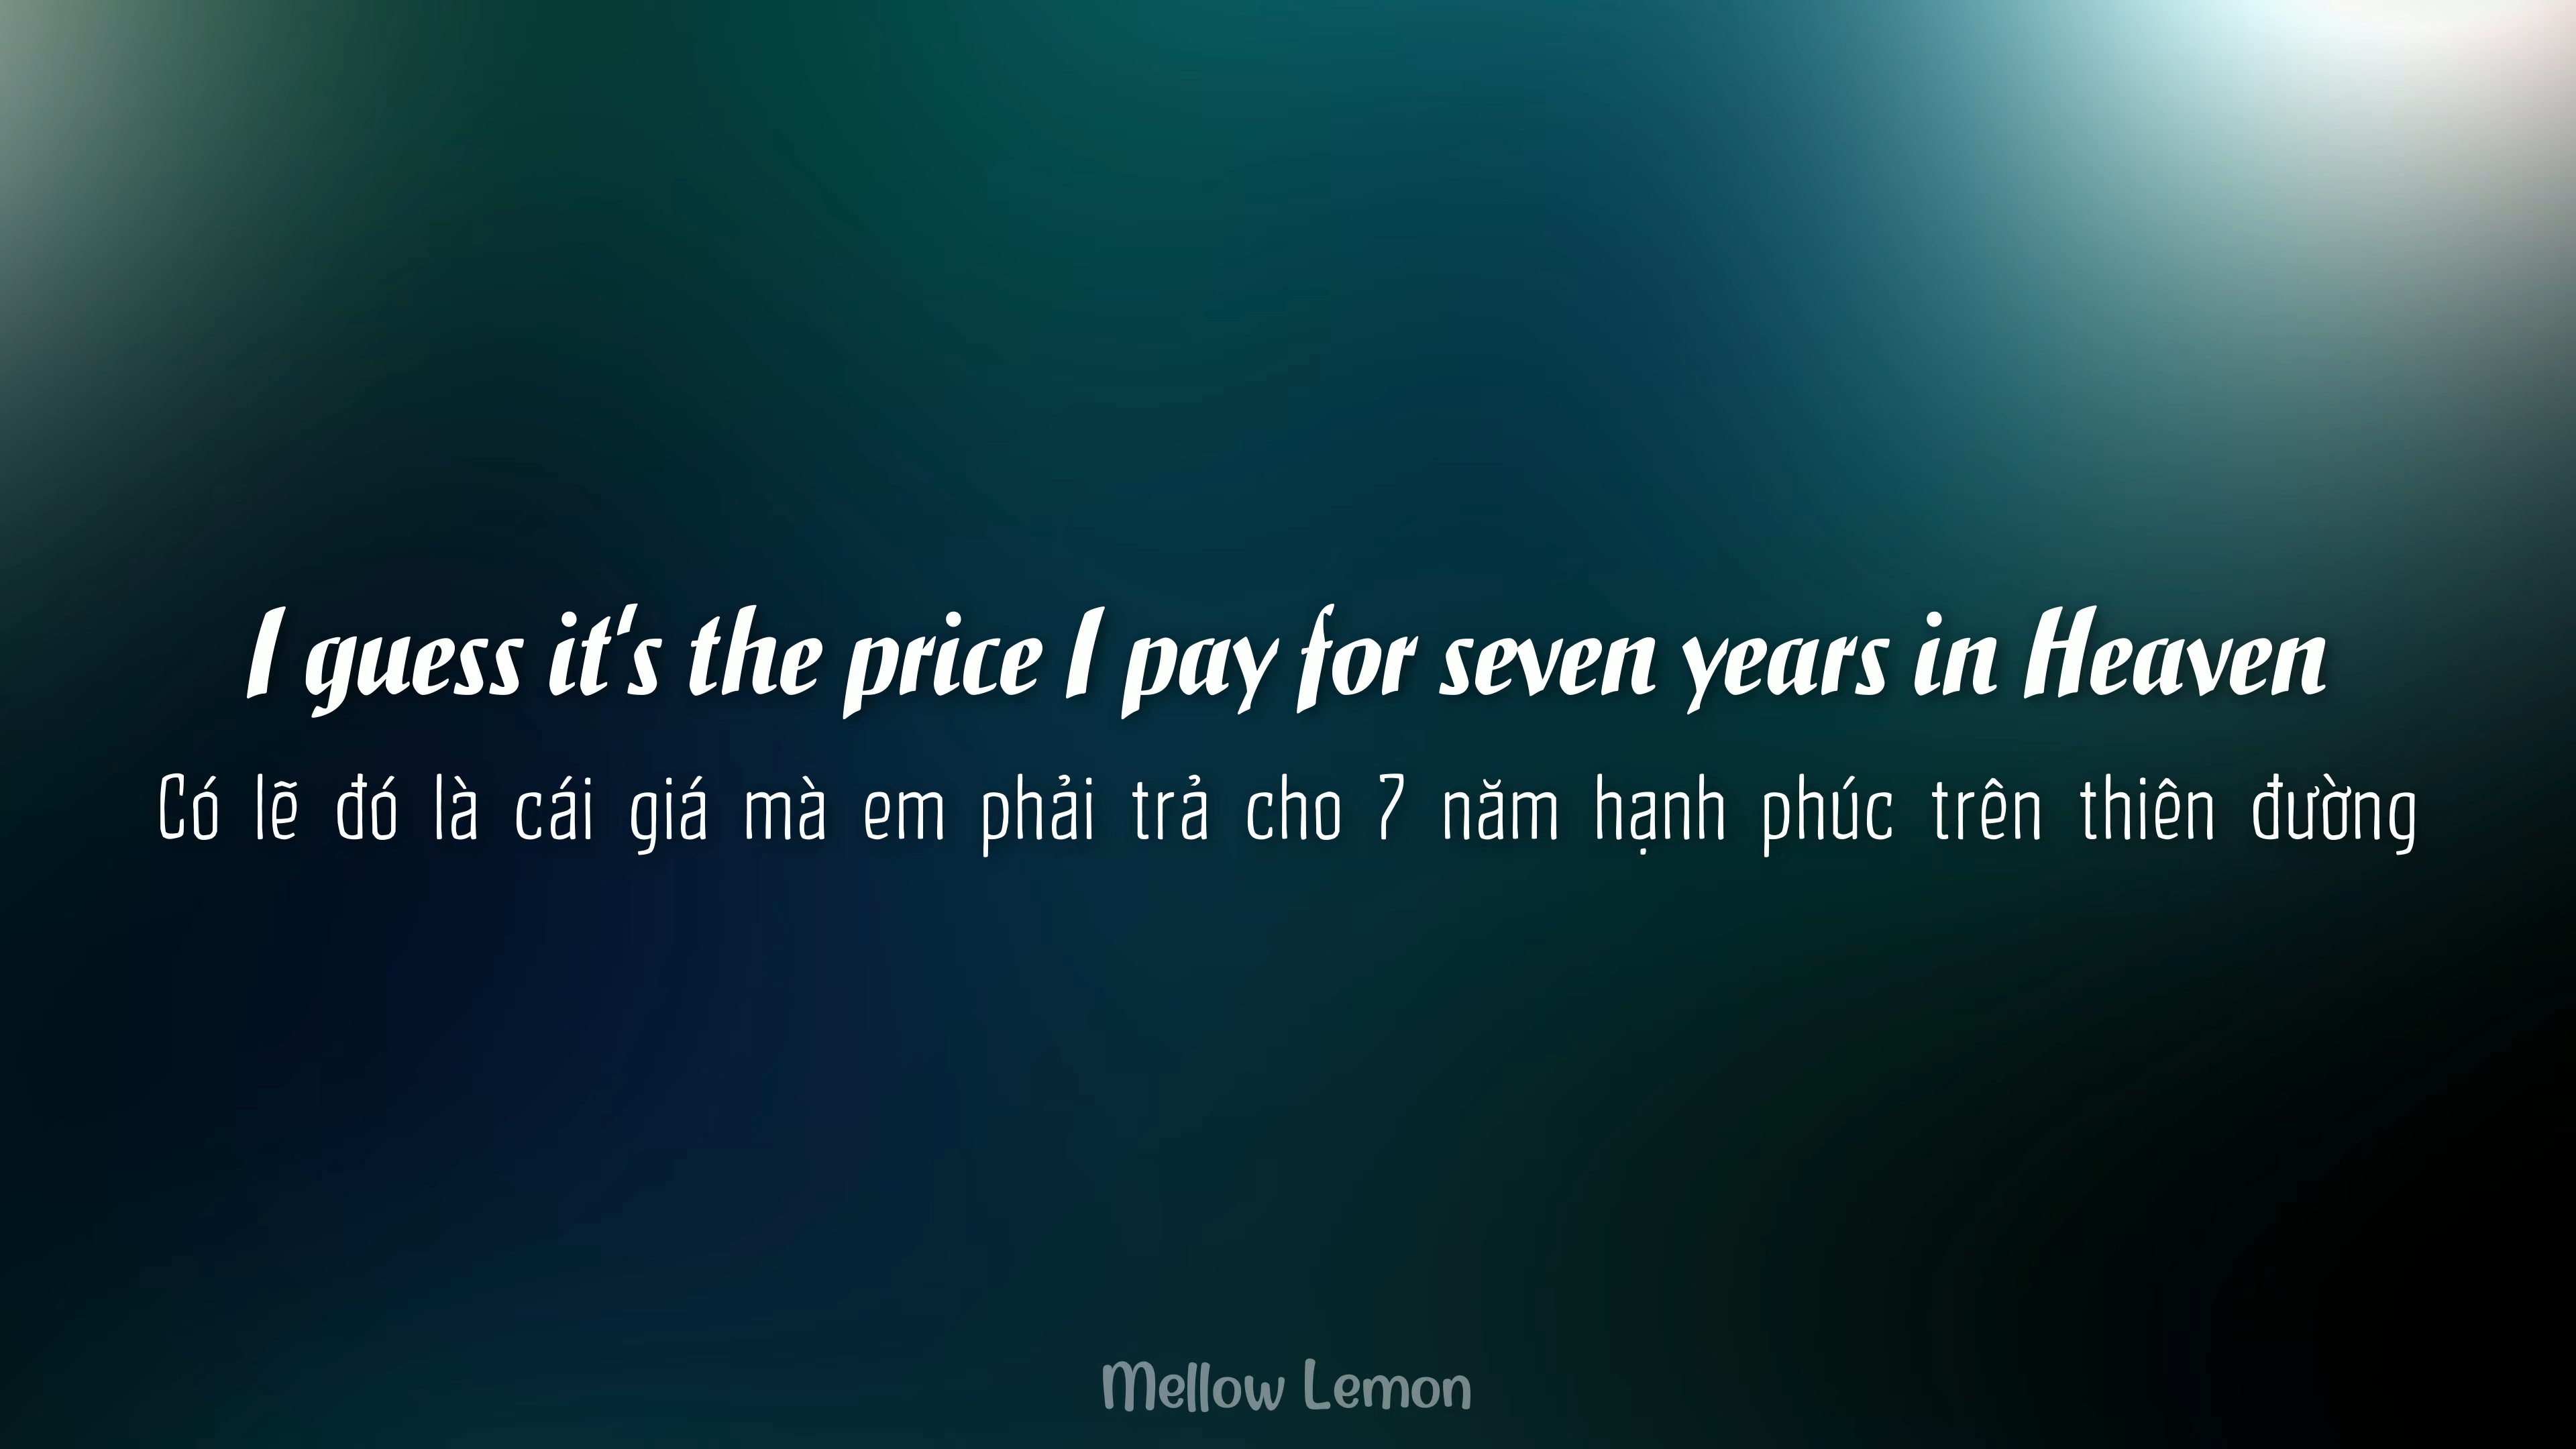 I guess it's the price I pay for seven years in Heaven
Có lẽ đó là cái giá mà em phải trả cho 7 năm hạnh phúc trên thiên đường
Mellow Lemon